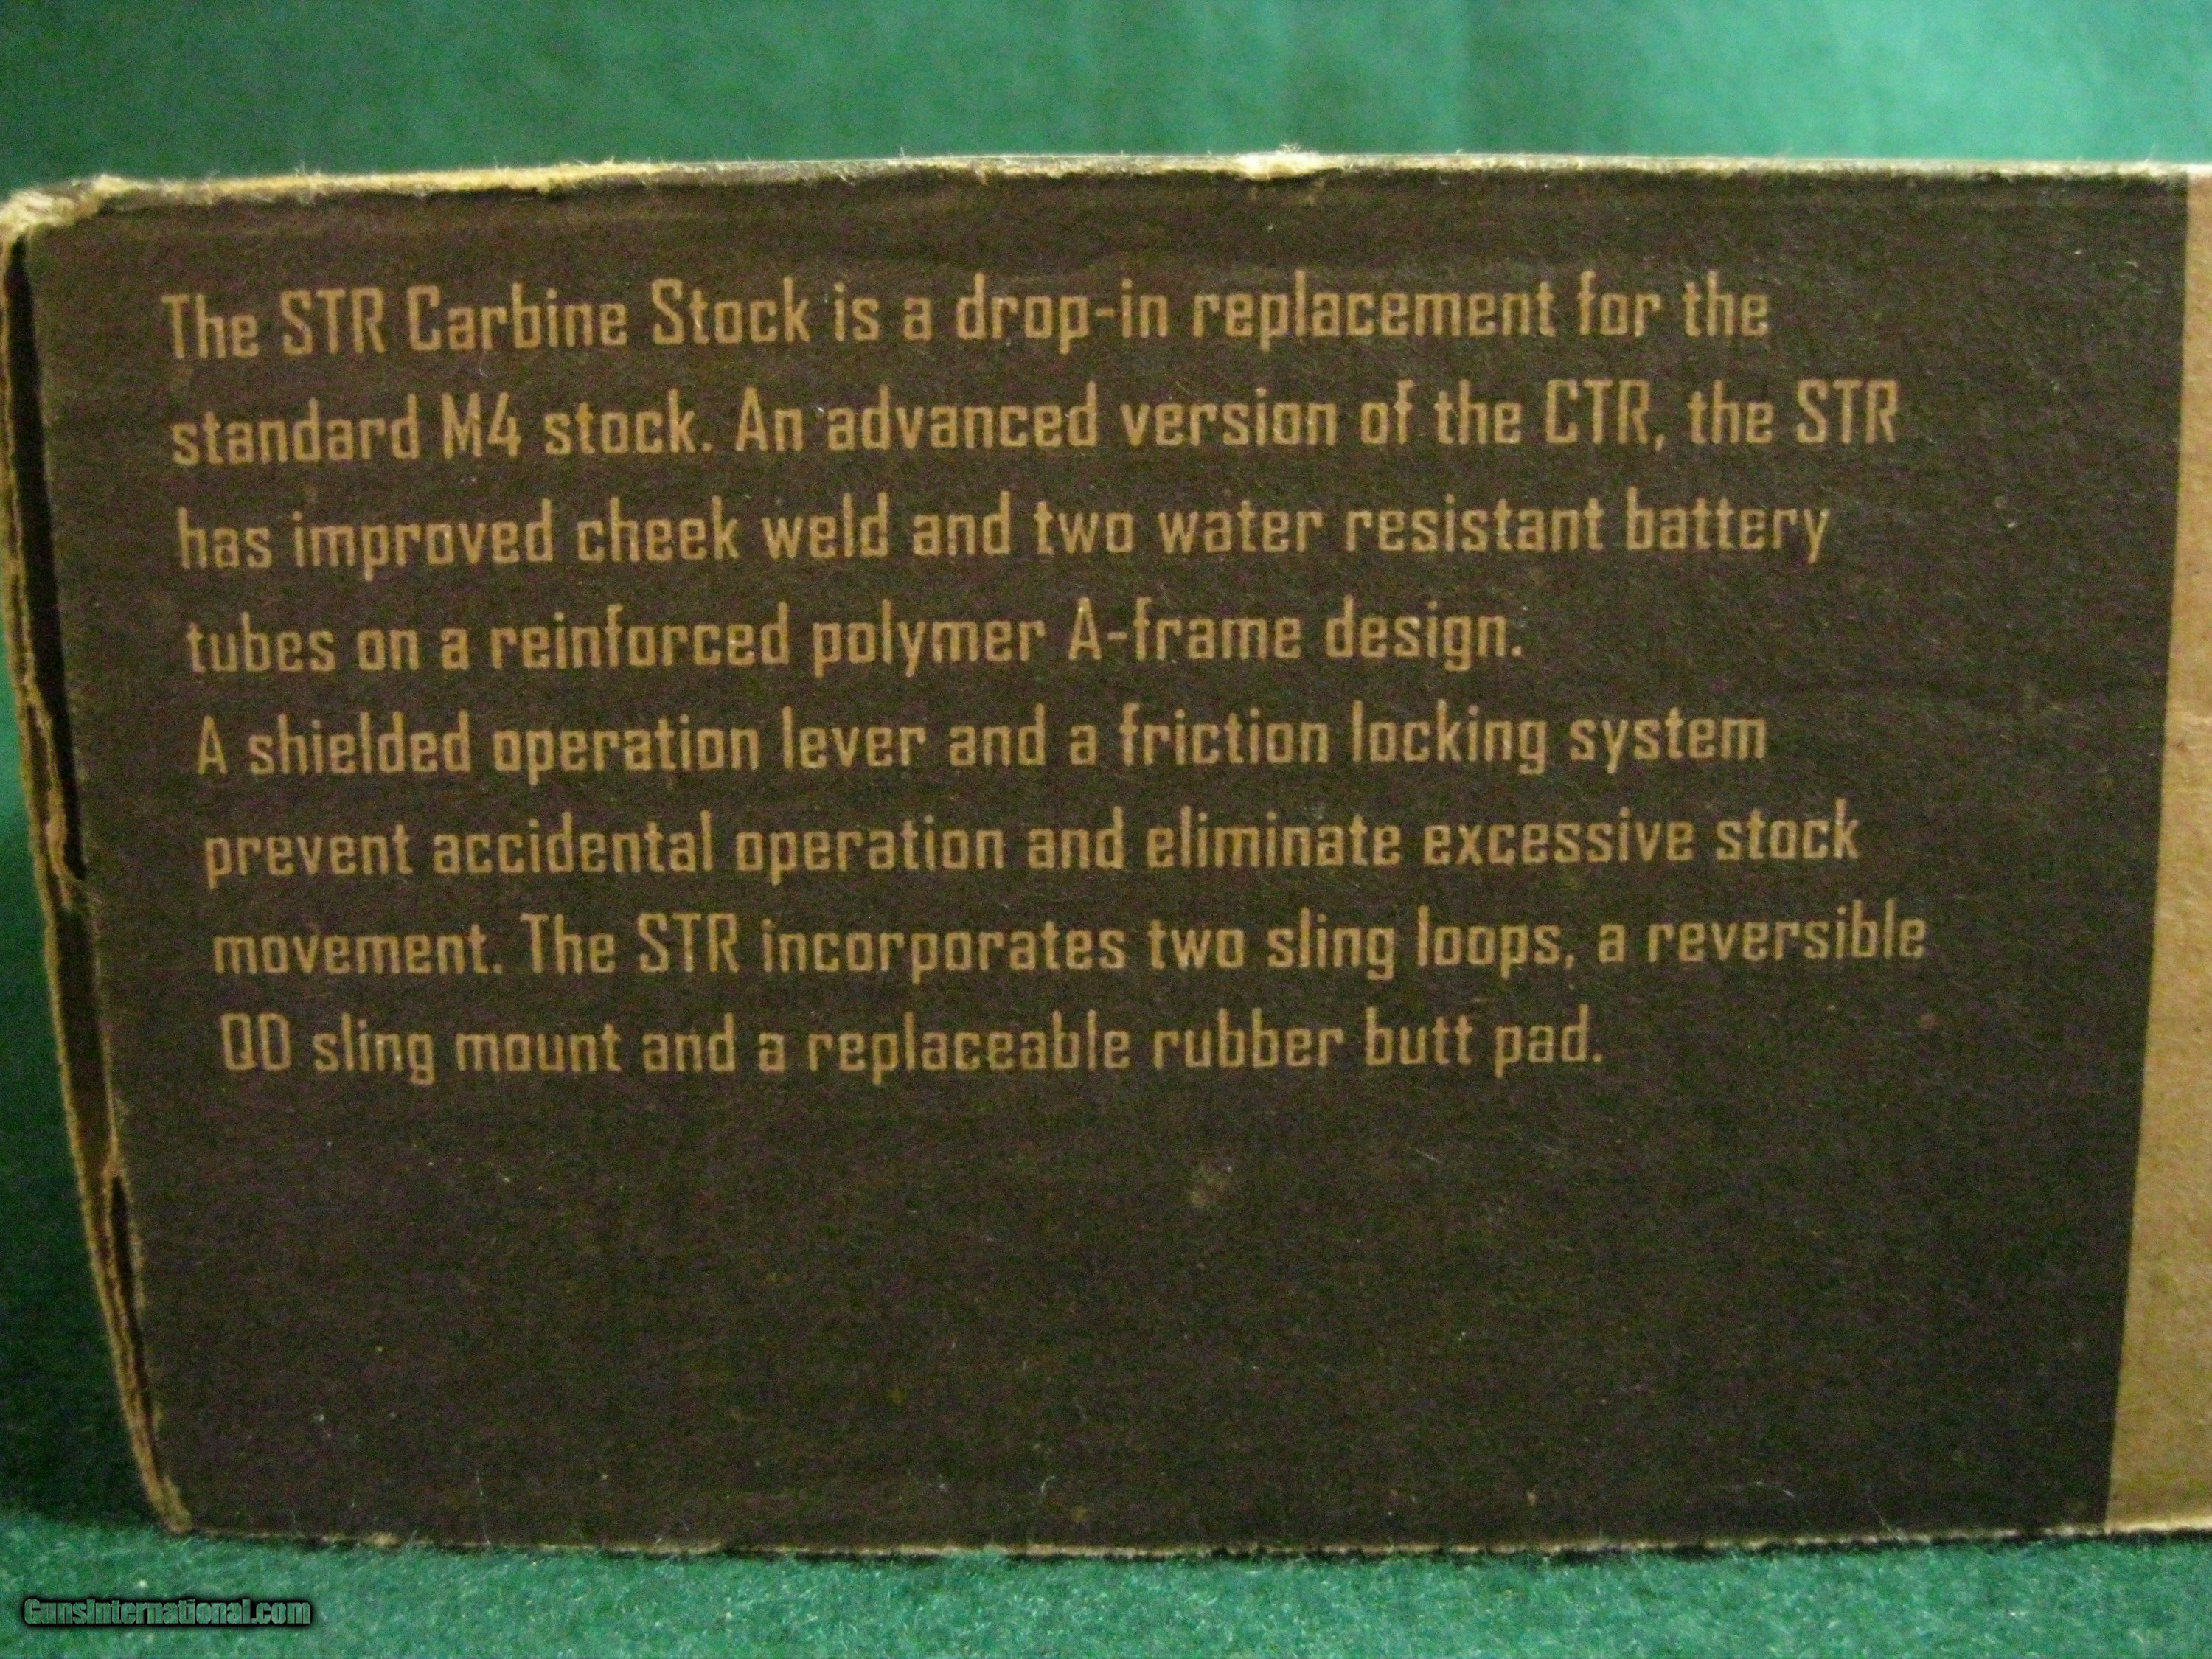 The STR Carbine Stock is a drop-in replacement for the
standard M4 stock. An advanced version of the CTR, the STR
has improved cheek weld and two water resistant battery
tubes on a reinforced polymer A-frame design.
A shielded operation lever and a friction locking system
prevent accidental operation and eliminate excessive stock
movement. The STR incorporates two sling loops, a reversible
QD sling mount and a replaceable rubber butt pad.
GunsInternational.com